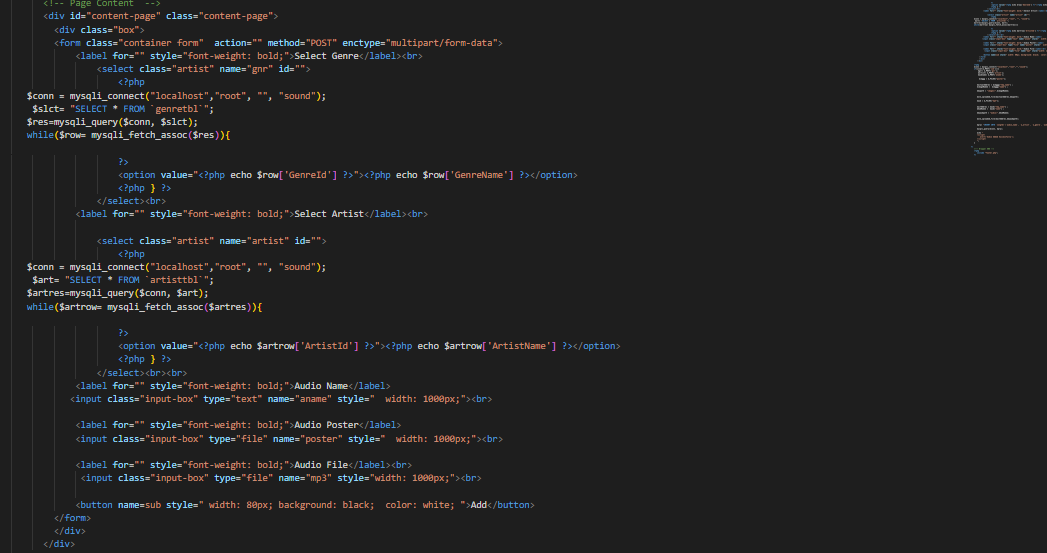 <!-- Page Content  -->
<div id="content-page" class="content-page">
<div class="box">
<form class="container form"  action="" method="POST" enctype="multipart/form-data">
<label for="" style="font-weight: bold;">Select Genre</label><br>
<select class="artist" name="gnr" id="">
<?php
$conn = mysqli_connect("localhost","root", "", "sound");
$slct= "SELECT * FROM `genretbl`";
$res=mysqli_query($conn, $slct);
while($row= mysqli_fetch_assoc($res)){
?>
<option value="<?php echo $row['GenreId'] ?>"><?php echo $row['GenreName'] ?></option>
<?php } ?>
</select><br>
<label for="" style="font-weight: bold;">Select Artist</label><br>
<select class="artist" name="artist" id="">
<?php
$conn = mysqli_connect("localhost","root", "", "sound");
$art= "SELECT * FROM `artisttbl`";
$artres=mysqli_query($conn, $art);
while($artrow= mysqli_fetch_assoc($artres)){
?>
<option value="<?php echo $artrow['ArtistId'] ?>"><?php echo $artrow['ArtistName'] ?></option>
<?php } ?>
</select><br><br>
<label for="" style="font-weight: bold;">Audio Name</label>
<input class="input-box" type="text" name="aname" style="  width: 1000px;"><br>
<label for="" style="font-weight: bold;">Audio Poster</label>
<input class="input-box" type="file" name="poster" style="  width: 1000px;"><br>
<label for="" style="font-weight: bold;">Audio File</label><br>
<input class="input-box" type="file" name="mp3" style="width: 1000px;"><br>
<button name=sub style=" width: 80px; background: black;  color: white; ">Add</button>
</form>
</div>
</div>